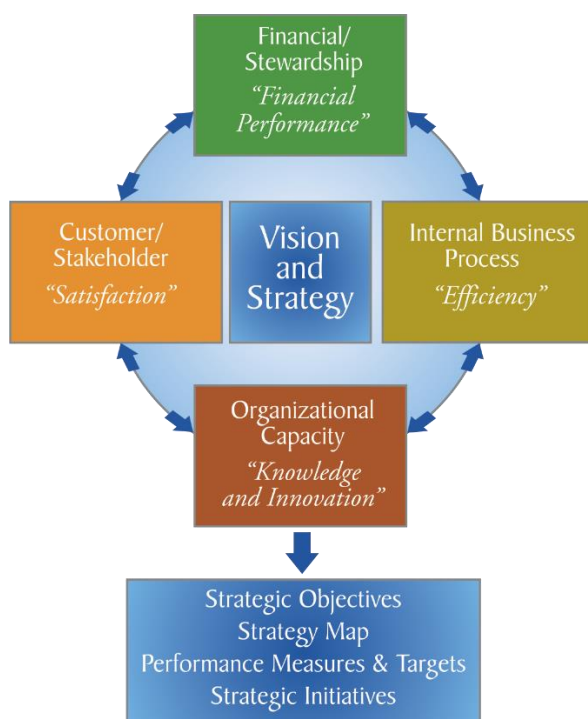 Financial/
Stewardship
“Financial
Performance”
Customer/
Stakeholder
“Satisfaction”
Vision
and
Strategy
Internal Business
Process
“Efficiency”
Organizational
Capacity
“Knowledge
and Innovation”
Strategic Objectives
Strategy Map
Performance Measures & Targets
Strategic Initiatives